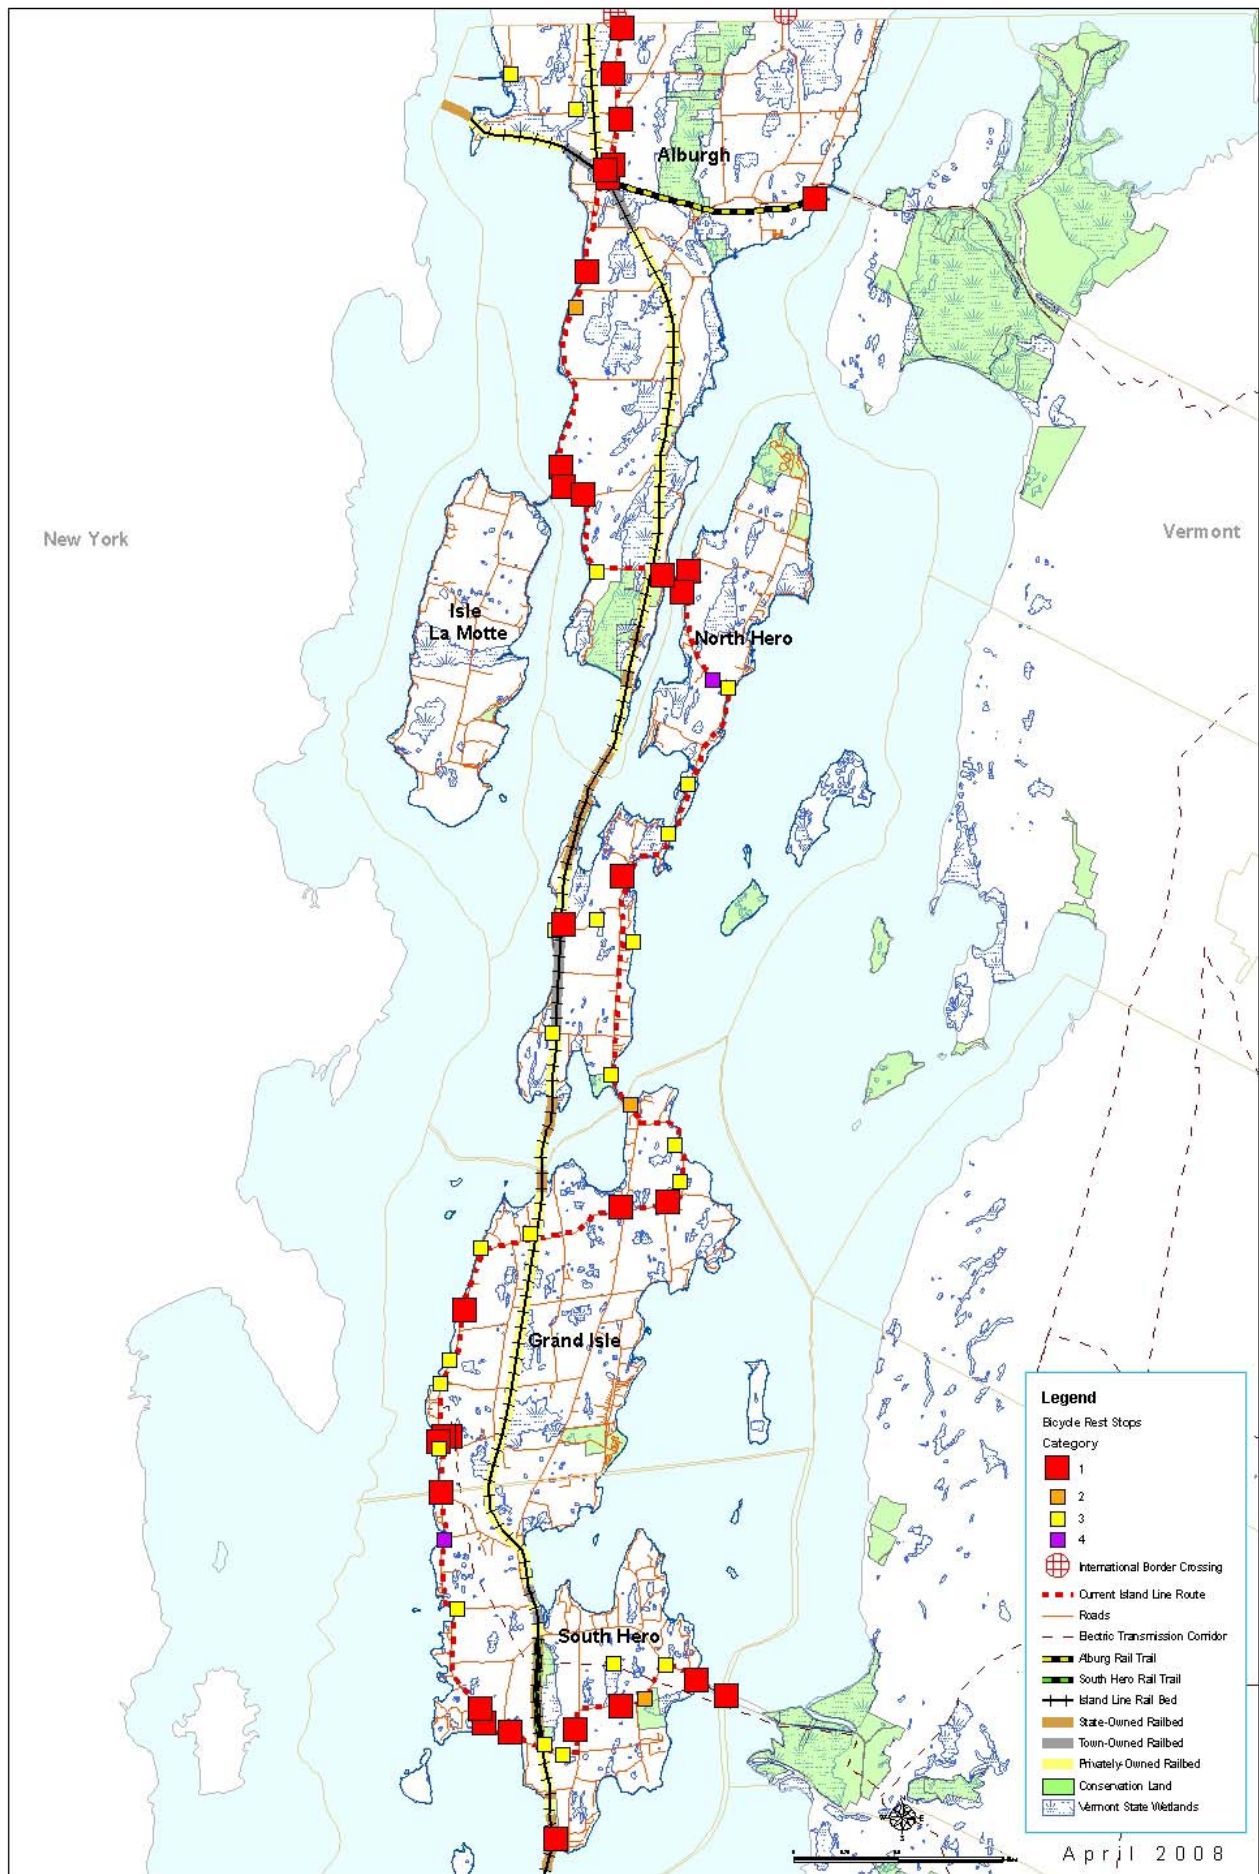 Alburgh
New York
Vermont
Isle
La Motte
North Hero
Grand Isle
South Hero
Legend
Bicycle Rest Stops
Category
1
2
3
4
International Border Crossing
Current Island Line Route
Roads
Electric Transmission Corridor
Alburg Rail Trail
South Hero Rail Trail
Island Line Rail Bed
State-Owned Railbed
Town-Owned Railbed
Privately-Owned Railbed
Conservation Land
Vermont State Wetlands
N
E
S
April 2008